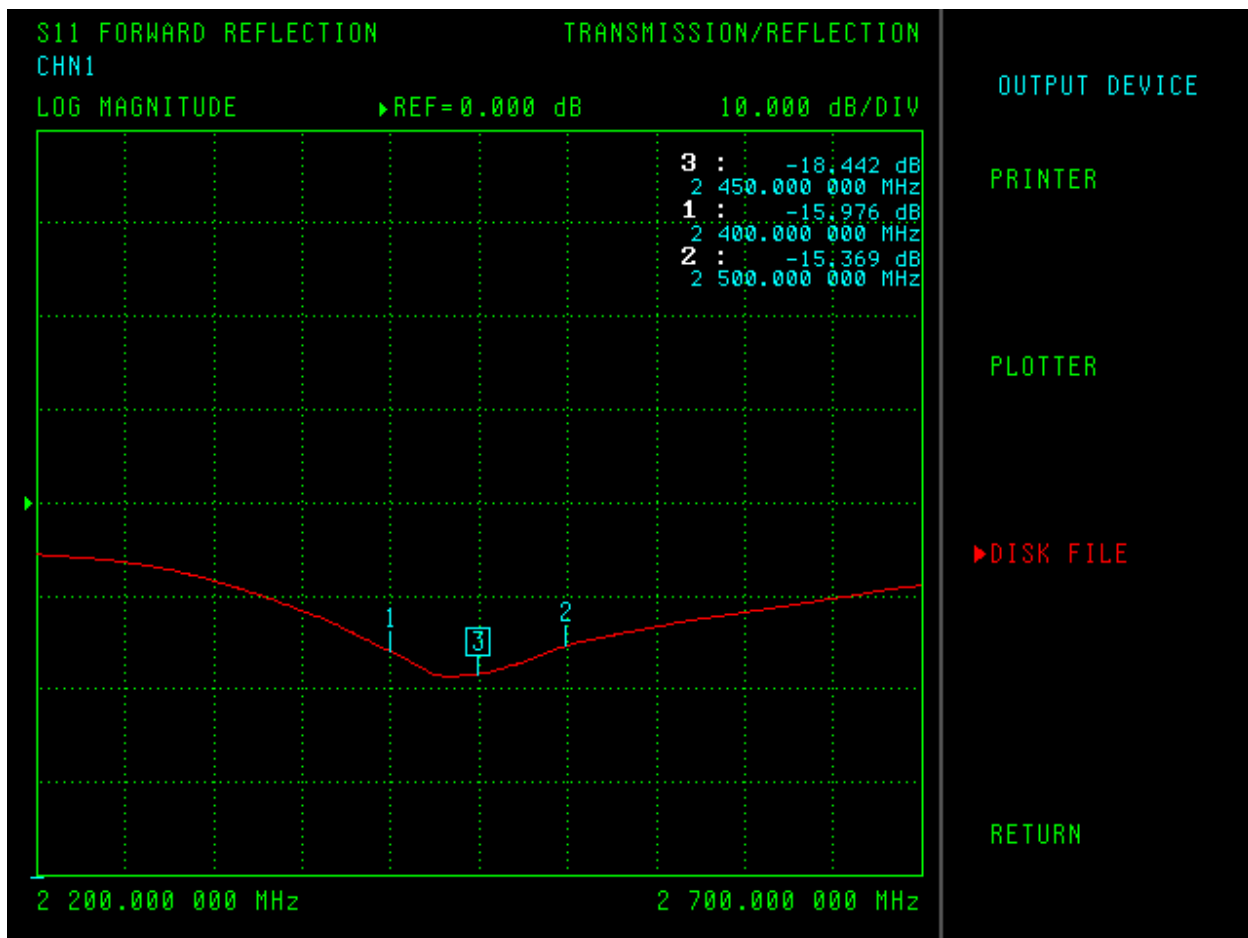 S11 FORWARD REFLECTION TRANSMISSION/REFLECTION
CHN1
LOG MAGNITUDE ▶REF=0.000 dB 10.000 dB/DIV
3 : -18.442 dB
2 450.000 000 MHz
1 : -15.976 dB
2 400.000 000 MHz
2 : -15.369 dB
2 500.000 000 MHz
1
3
2
2 200.000 000 MHz 2 700.000 000 MHz
OUTPUT DEVICE
PRINTER
PLOTTER
▶DISK FILE
RETURN